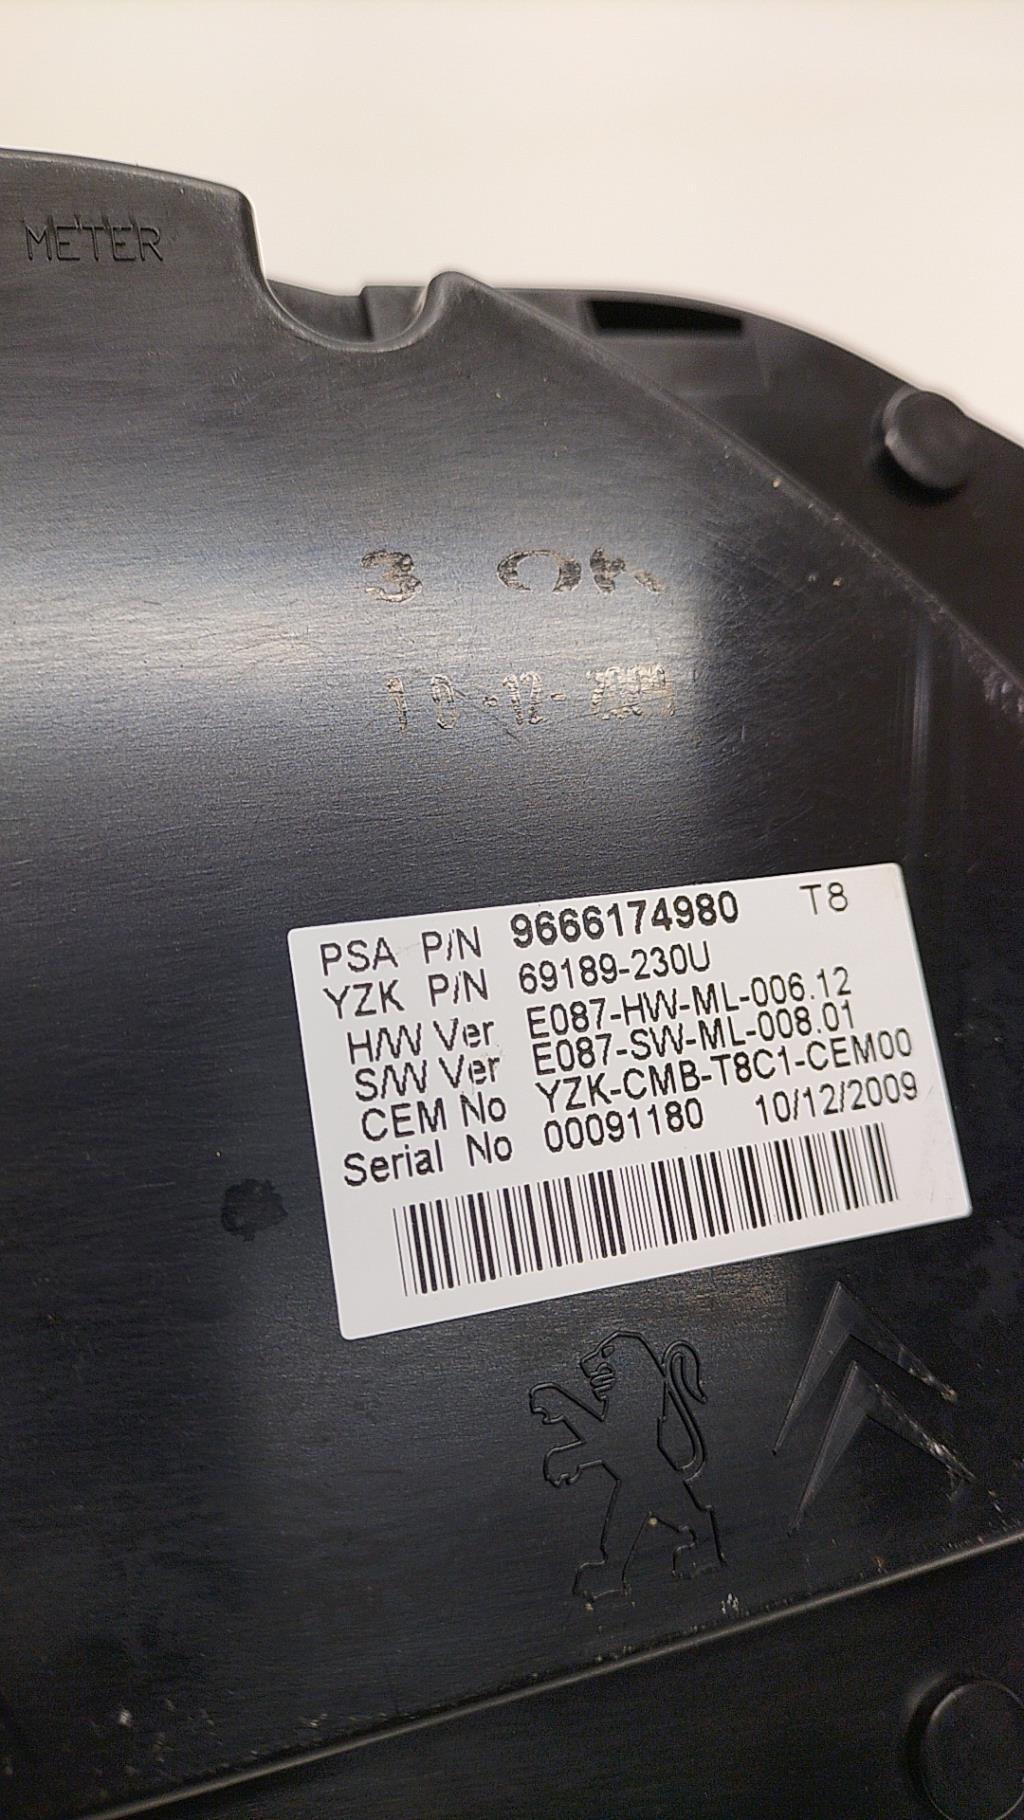 METER
3 OK
10-12-2009
PSA P/N 9666174980 T8
YZK P/N 69189-230U
H/W Ver E087-HW-ML-006.12
S/W Ver E087-SW-ML-008.01
CEM No YZK-CMB-T8C1-CEM00
Serial No 00091180 10/12/2009